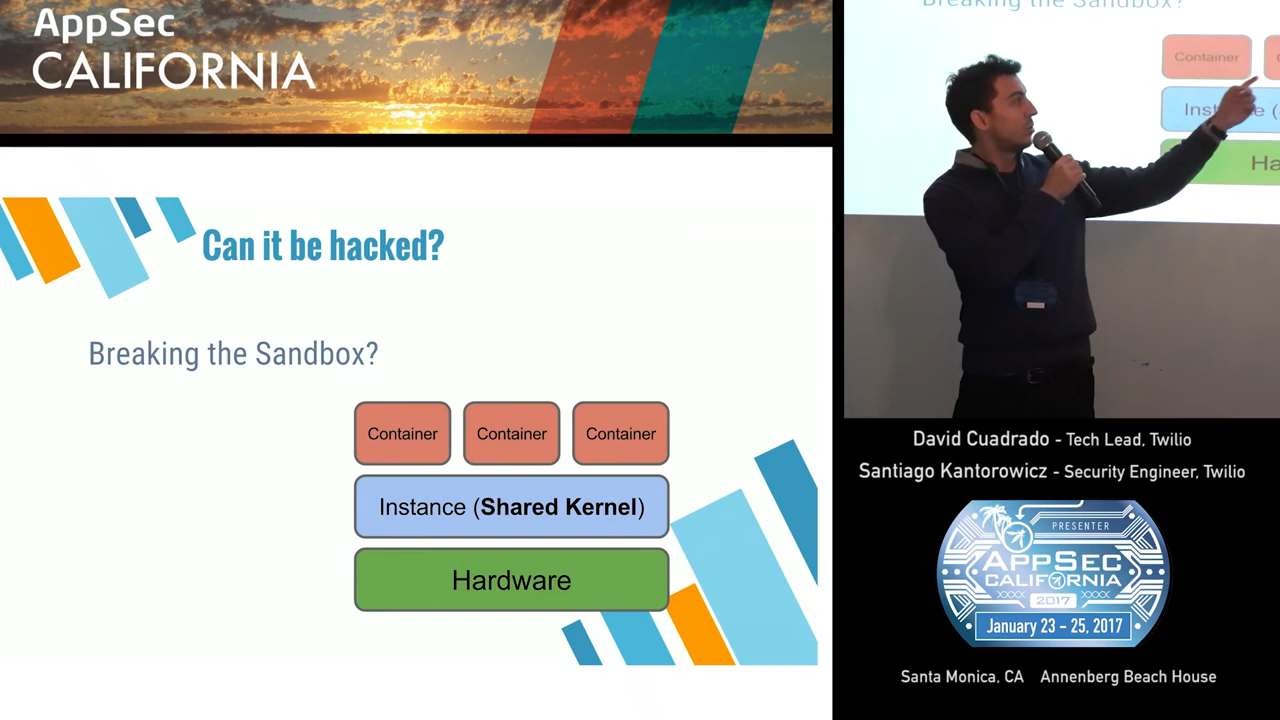 AppSec
CALIFORNIA
Can it be hacked?
Breaking the Sandbox?
Container Container Container
Instance (Shared Kernel)
Hardware
Breaking the Sandbox?
Container
Ha
David Cuadrado - Tech Lead, Twilio
Santiago Kantorowicz - Security Engineer, Twilio
PRESENTER
APPSEC
CALIFORNIA
2017
January 23 - 25, 2017
Santa Monica, CA Annenberg Beach House